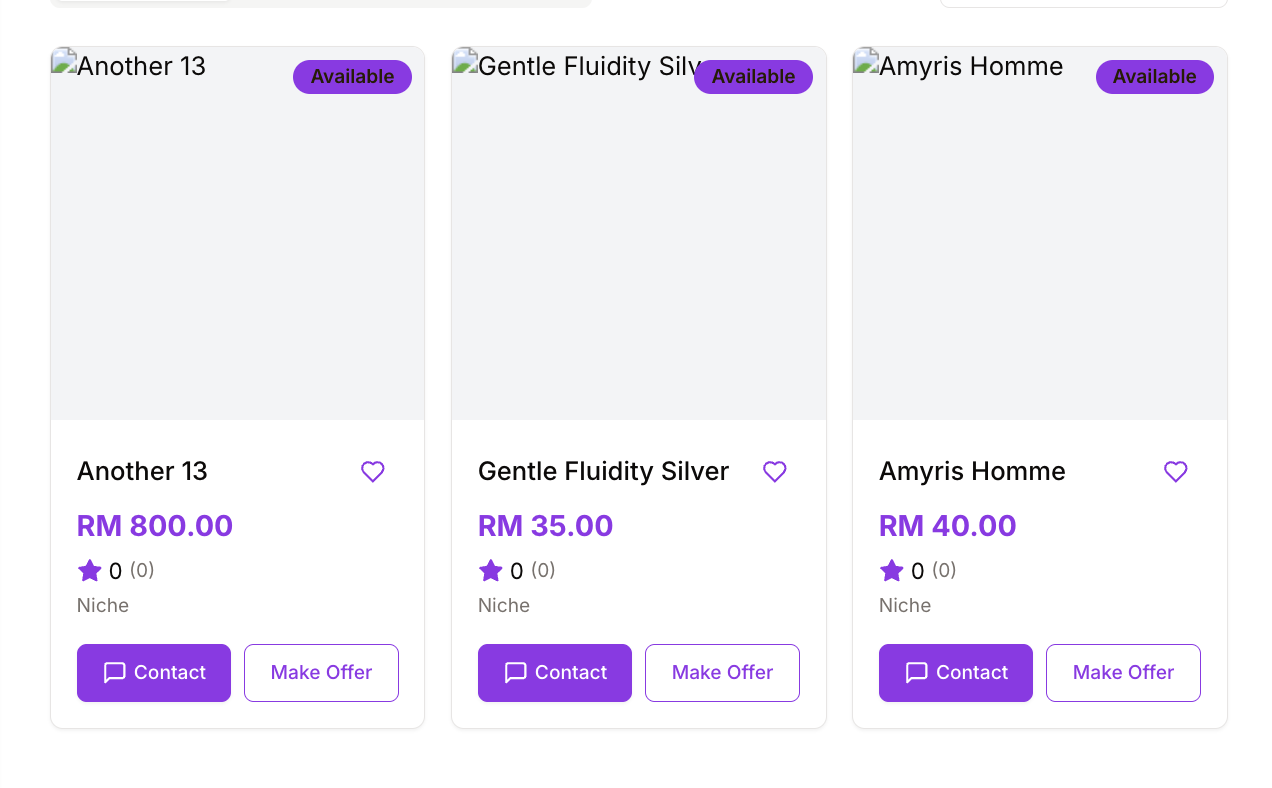 Another 13
Available
Gentle Fluidity Silv
Available
Amyris Homme
Available
Another 13
RM 800.00
0 (0)
Niche
Contact
Make Offer
Gentle Fluidity Silver
RM 35.00
0 (0)
Niche
Contact
Make Offer
Amyris Homme
RM 40.00
0 (0)
Niche
Contact
Make Offer